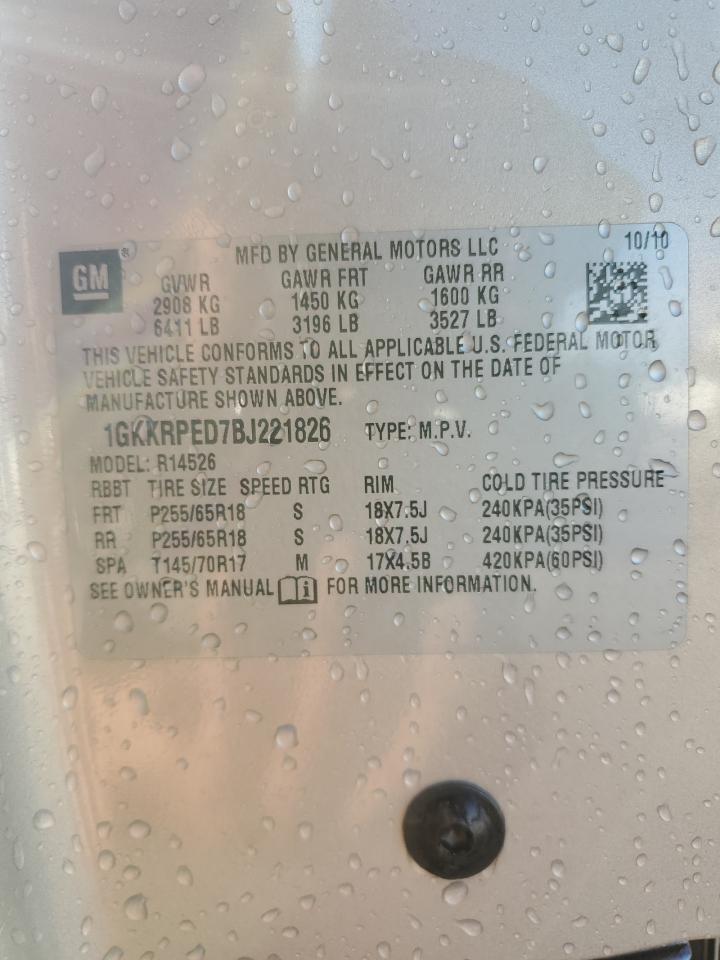 GM ® MFD BY GENERAL MOTORS LLC 10/10
GVWR GAWR FRT GAWR RR
2908 KG 1450 KG 1600 KG
6411 LB 3196 LB 3527 LB
THIS VEHICLE CONFORMS TO ALL APPLICABLE U.S. FEDERAL MOTOR
VEHICLE SAFETY STANDARDS IN EFFECT ON THE DATE OF
MANUFACTURE SHOWN ABOVE.
1GKKRPED7BJ221826 TYPE: M.P.V.
MODEL: R14526
RBBT TIRE SIZE SPEED RTG RIM COLD TIRE PRESSURE
FRT P255/65R18 S 18X7.5J 240KPA(35PSI)
RR P255/65R18 S 18X7.5J 240KPA(35PSI)
SPA T145/70R17 M 17X4.5B 420KPA(60PSI)
SEE OWNER'S MANUAL i FOR MORE INFORMATION.